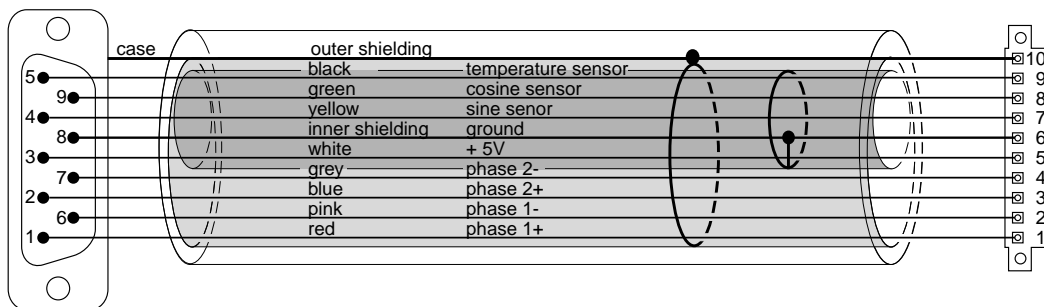 case outer shielding 10
5 black temperature sensor 9
9 green cosine sensor 8
4 yellow sine senor 7
8 inner shielding ground 6
3 white + 5V 5
7 grey phase 2- 4
2 blue phase 2+ 3
6 pink phase 1- 2
1 red phase 1+ 1